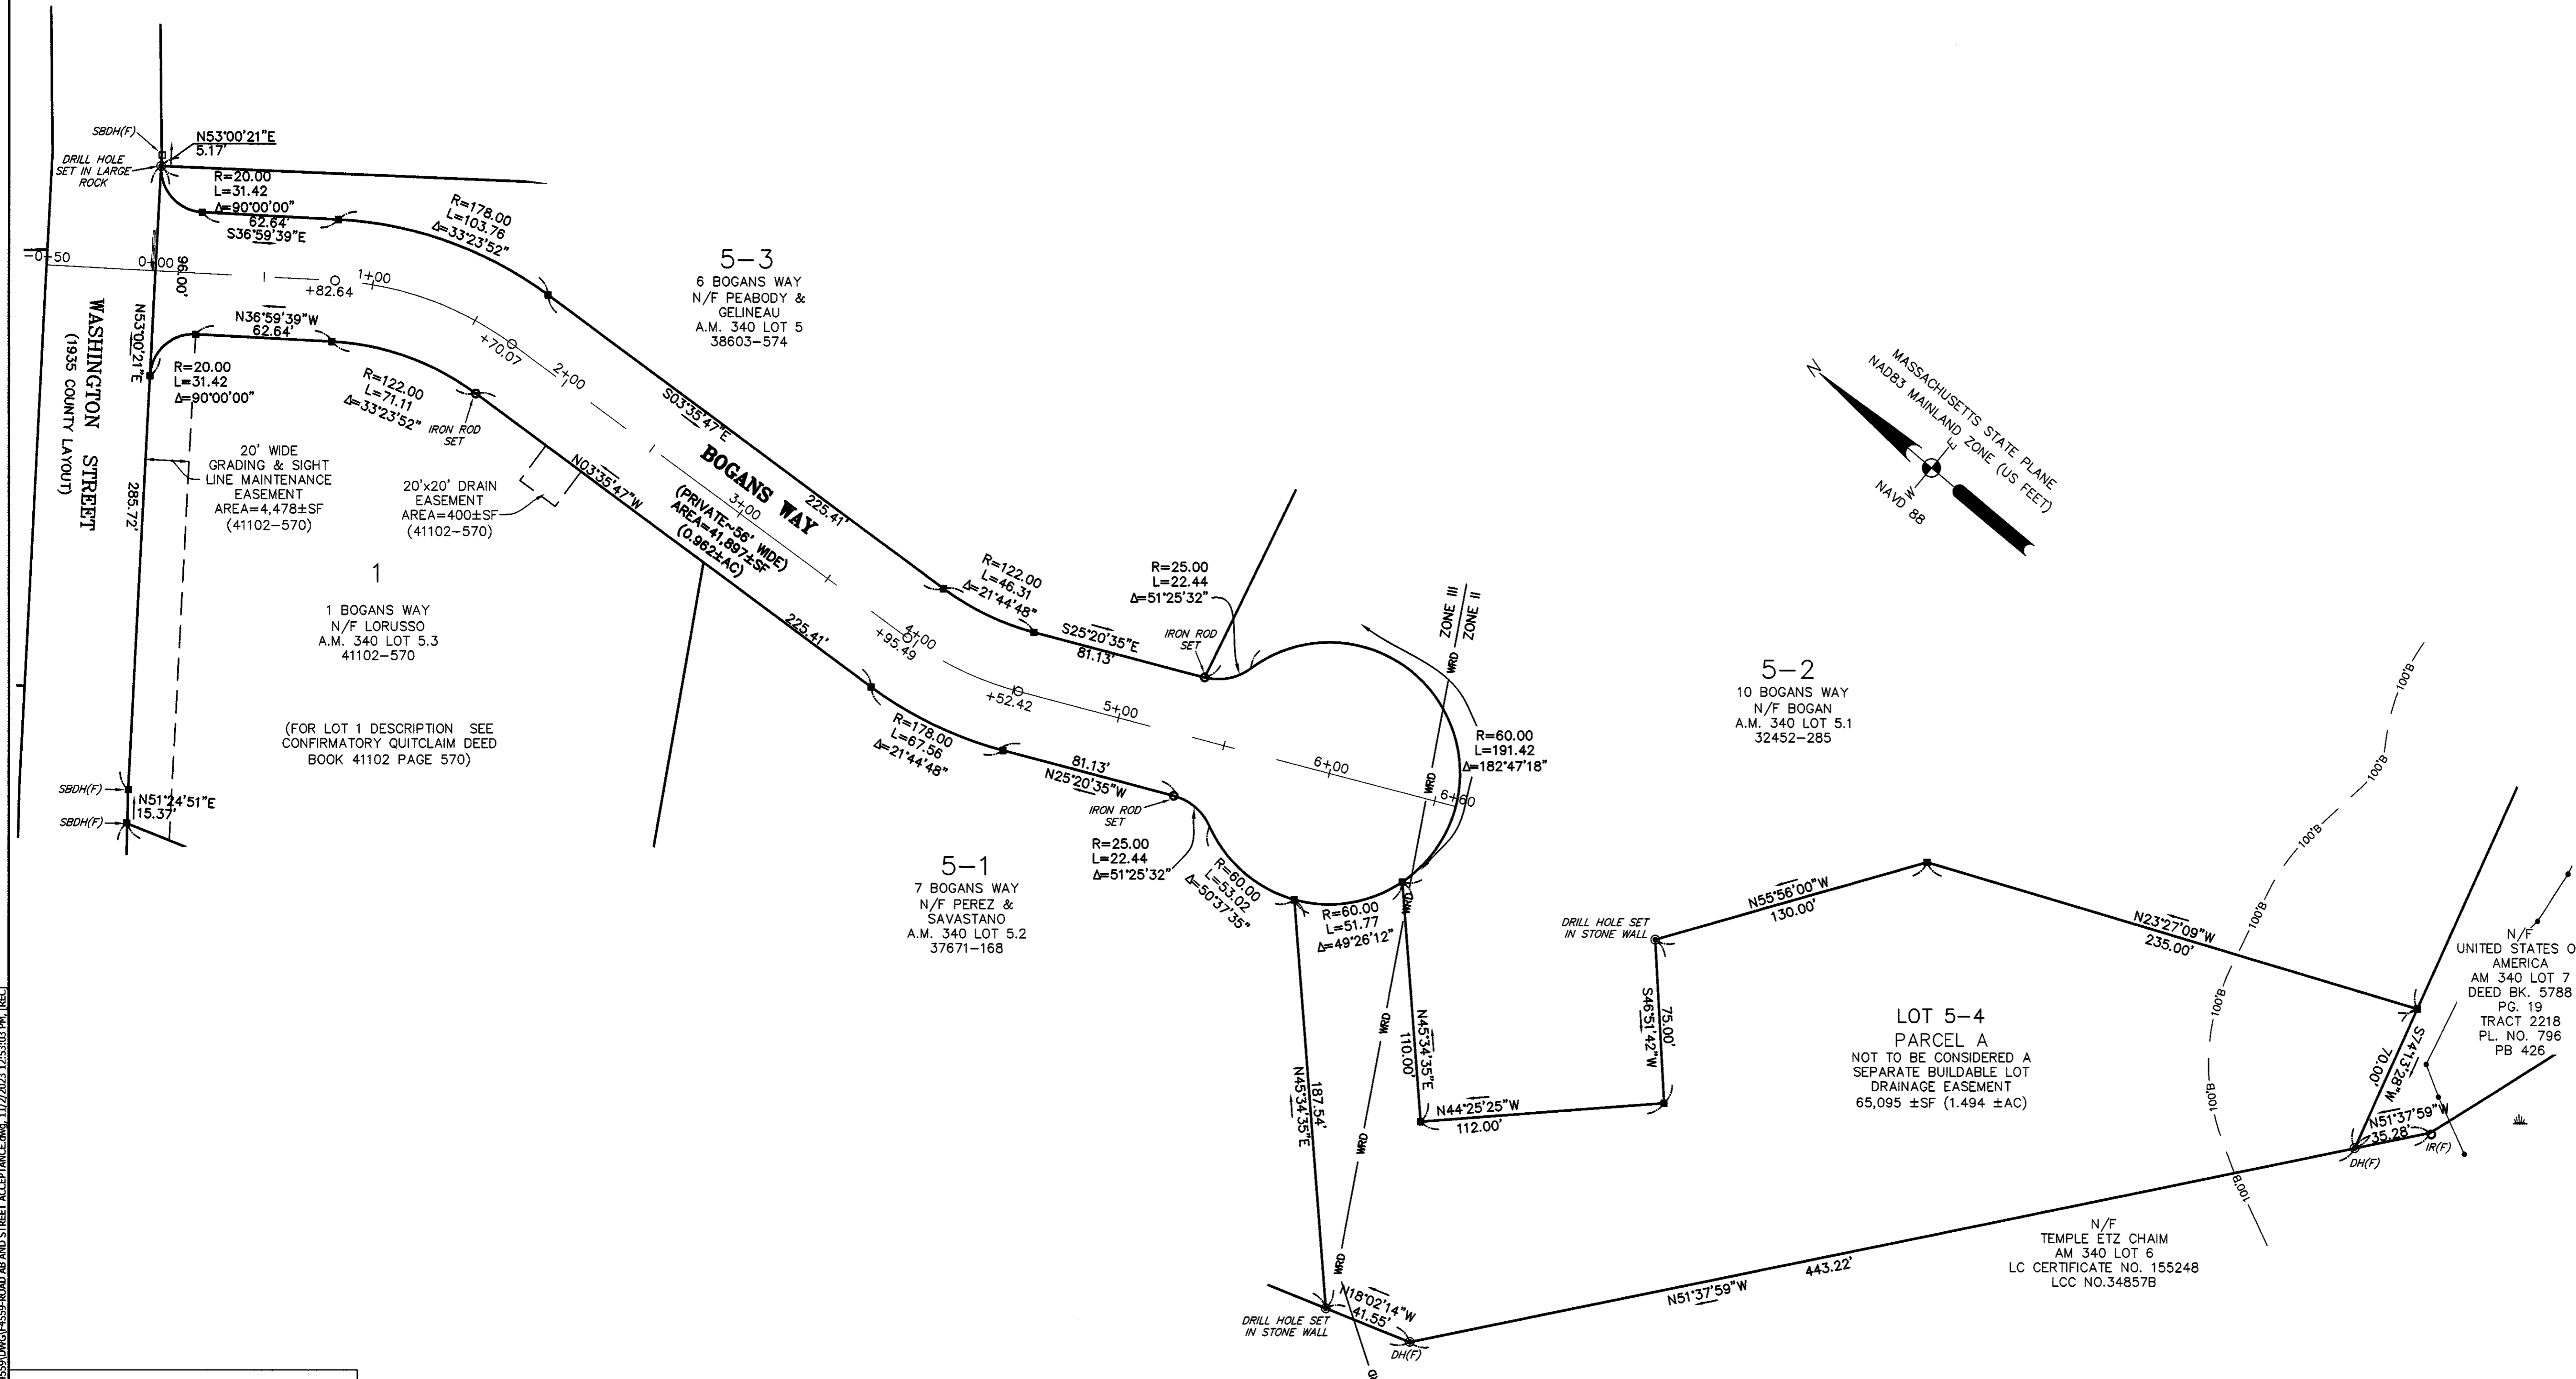 SBDH(F)
N53°00'21"E
5.17'
DRILL HOLE
SET IN LARGE
ROCK
R=20.00
L=31.42
Δ=90°00'00"
62.64'
S36°59'39"E
R=178.00
L=103.76
Δ=33°23'52"
-0+50
0+00
96.00'
+82.64
1+00
N53°00'21"E
N36°59'39"W
62.64'
R=20.00
L=31.42
Δ=90°00'00"
R=122.00
L=71.11
Δ=33°23'52"
IRON ROD
SET
+70.07
2+00
WASHINGTON STREET
(1935 COUNTY LAYOUT)
285.72'
20' WIDE
GRADING & SIGHT
LINE MAINTENANCE
EASEMENT
AREA=4,478±SF
(41102-570)
20'x20' DRAIN
EASEMENT
AREA=400±SF
(41102-570)
5-3
6 BOGANS WAY
N/F PEABODY &
GELINEAU
A.M. 340 LOT 5
38603-574
S03°35'47"E
225.41'
BOGANS WAY
(PRIVATE~56' WIDE)
AREA=41,897±SF
(0.962±AC)
3+00
N03°35'47"W
225.41'
1
1 BOGANS WAY
N/F LORUSSO
A.M. 340 LOT 5.3
41102-570
(FOR LOT 1 DESCRIPTION SEE
CONFIRMATORY QUITCLAIM DEED
BOOK 41102 PAGE 570)
SBDH(F)
N51°24'51"E
15.37'
SBDH(F)
R=122.00
L=46.31
Δ=21°44'48"
4+00
+95.49
+52.42
S25°20'35"E
81.13'
IRON ROD
SET
R=25.00
L=22.44
Δ=51°25'32"
5+00
R=178.00
L=67.56
Δ=21°44'48"
81.13'
N25°20'35"W
IRON ROD
SET
R=25.00
L=22.44
Δ=51°25'32"
6+00
6+60
R=60.00
L=191.42
Δ=182°47'18"
ZONE III
ZONE II
WRD
WRD
WRD
WRD
WRD
WRD
WRD
R=60.00
L=53.02
Δ=50°37'35"
R=60.00
L=51.77
Δ=49°26'12"
5-1
7 BOGANS WAY
N/F PEREZ &
SAVASTANO
A.M. 340 LOT 5.2
37671-168
5-2
10 BOGANS WAY
N/F BOGAN
A.M. 340 LOT 5.1
32452-285
N
E
W
MASSACHUSETTS STATE PLANE
NAD83 MAINLAND ZONE (US FEET)
NAVD 88
187.54'
N45°34'35"E
N45°34'35"E
110.00'
N44°25'25"W
112.00'
75.00'
S46°51'42"W
DRILL HOLE SET
IN STONE WALL
N55°56'00"W
130.00'
N23°27'09"W
235.00'
100'B
100'B
100'B
100'B
100'B
100'B
100'B
LOT 5-4
PARCEL A
NOT TO BE CONSIDERED A
SEPARATE BUILDABLE LOT
DRAINAGE EASEMENT
65,095 ±SF (1.494 ±AC)
N/F
UNITED STATES O
AMERICA
AM 340 LOT 7
DEED BK. 5788
PG. 19
TRACT 2218
PL. NO. 796
PB 426
S74°13'28"W
70.00'
N51°37'59"W
35.28'
IR(F)
DH(F)
N/F
TEMPLE ETZ CHAIM
AM 340 LOT 6
LC CERTIFICATE NO. 155248
LCC NO.34857B
443.22'
N51°37'59"W
N18°02'14"W
41.55'
DRILL HOLE SET
IN STONE WALL
DH(F)